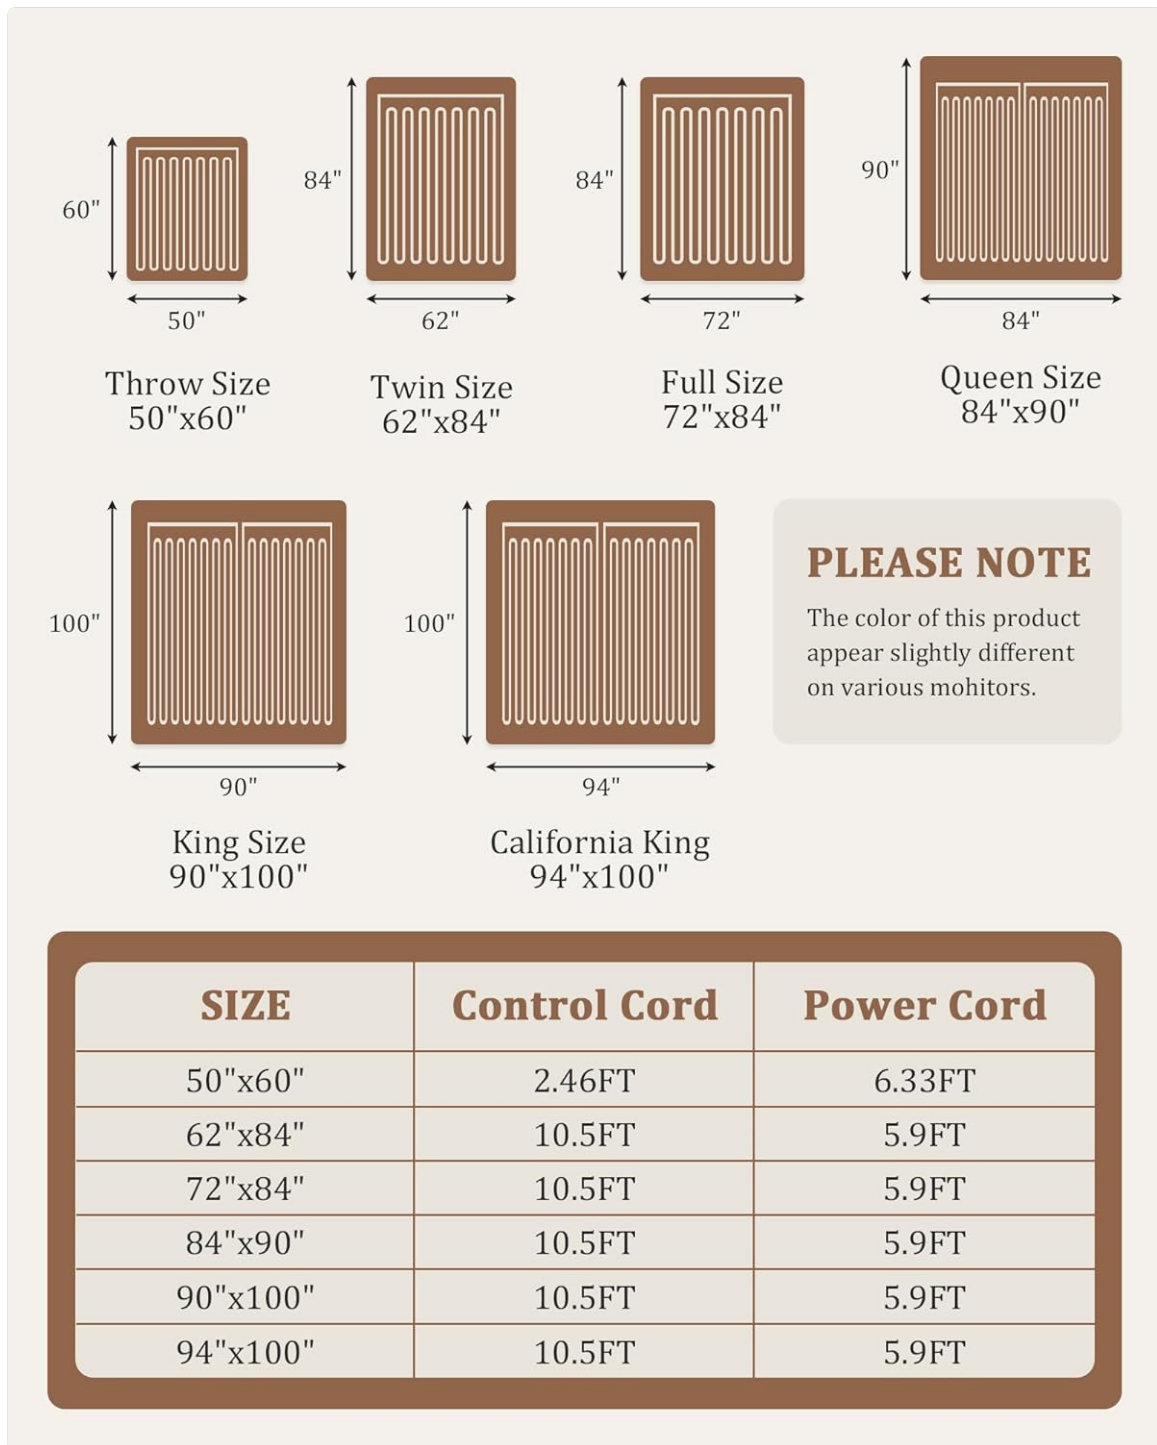 60"
50"
Throw Size
50"x60"
84"
62"
Twin Size
62"x84"
84"
72"
Full Size
72"x84"
90"
84"
Queen Size
84"x90"
100"
90"
King Size
90"x100"
100"
94"
California King
94"x100"
PLEASE NOTE
The color of this product
appear slightly different
on various mohitors.
SIZE Control Cord Power Cord
50"x60" 2.46FT 6.33FT
62"x84" 10.5FT 5.9FT
72"x84" 10.5FT 5.9FT
84"x90" 10.5FT 5.9FT
90"x100" 10.5FT 5.9FT
94"x100" 10.5FT 5.9FT